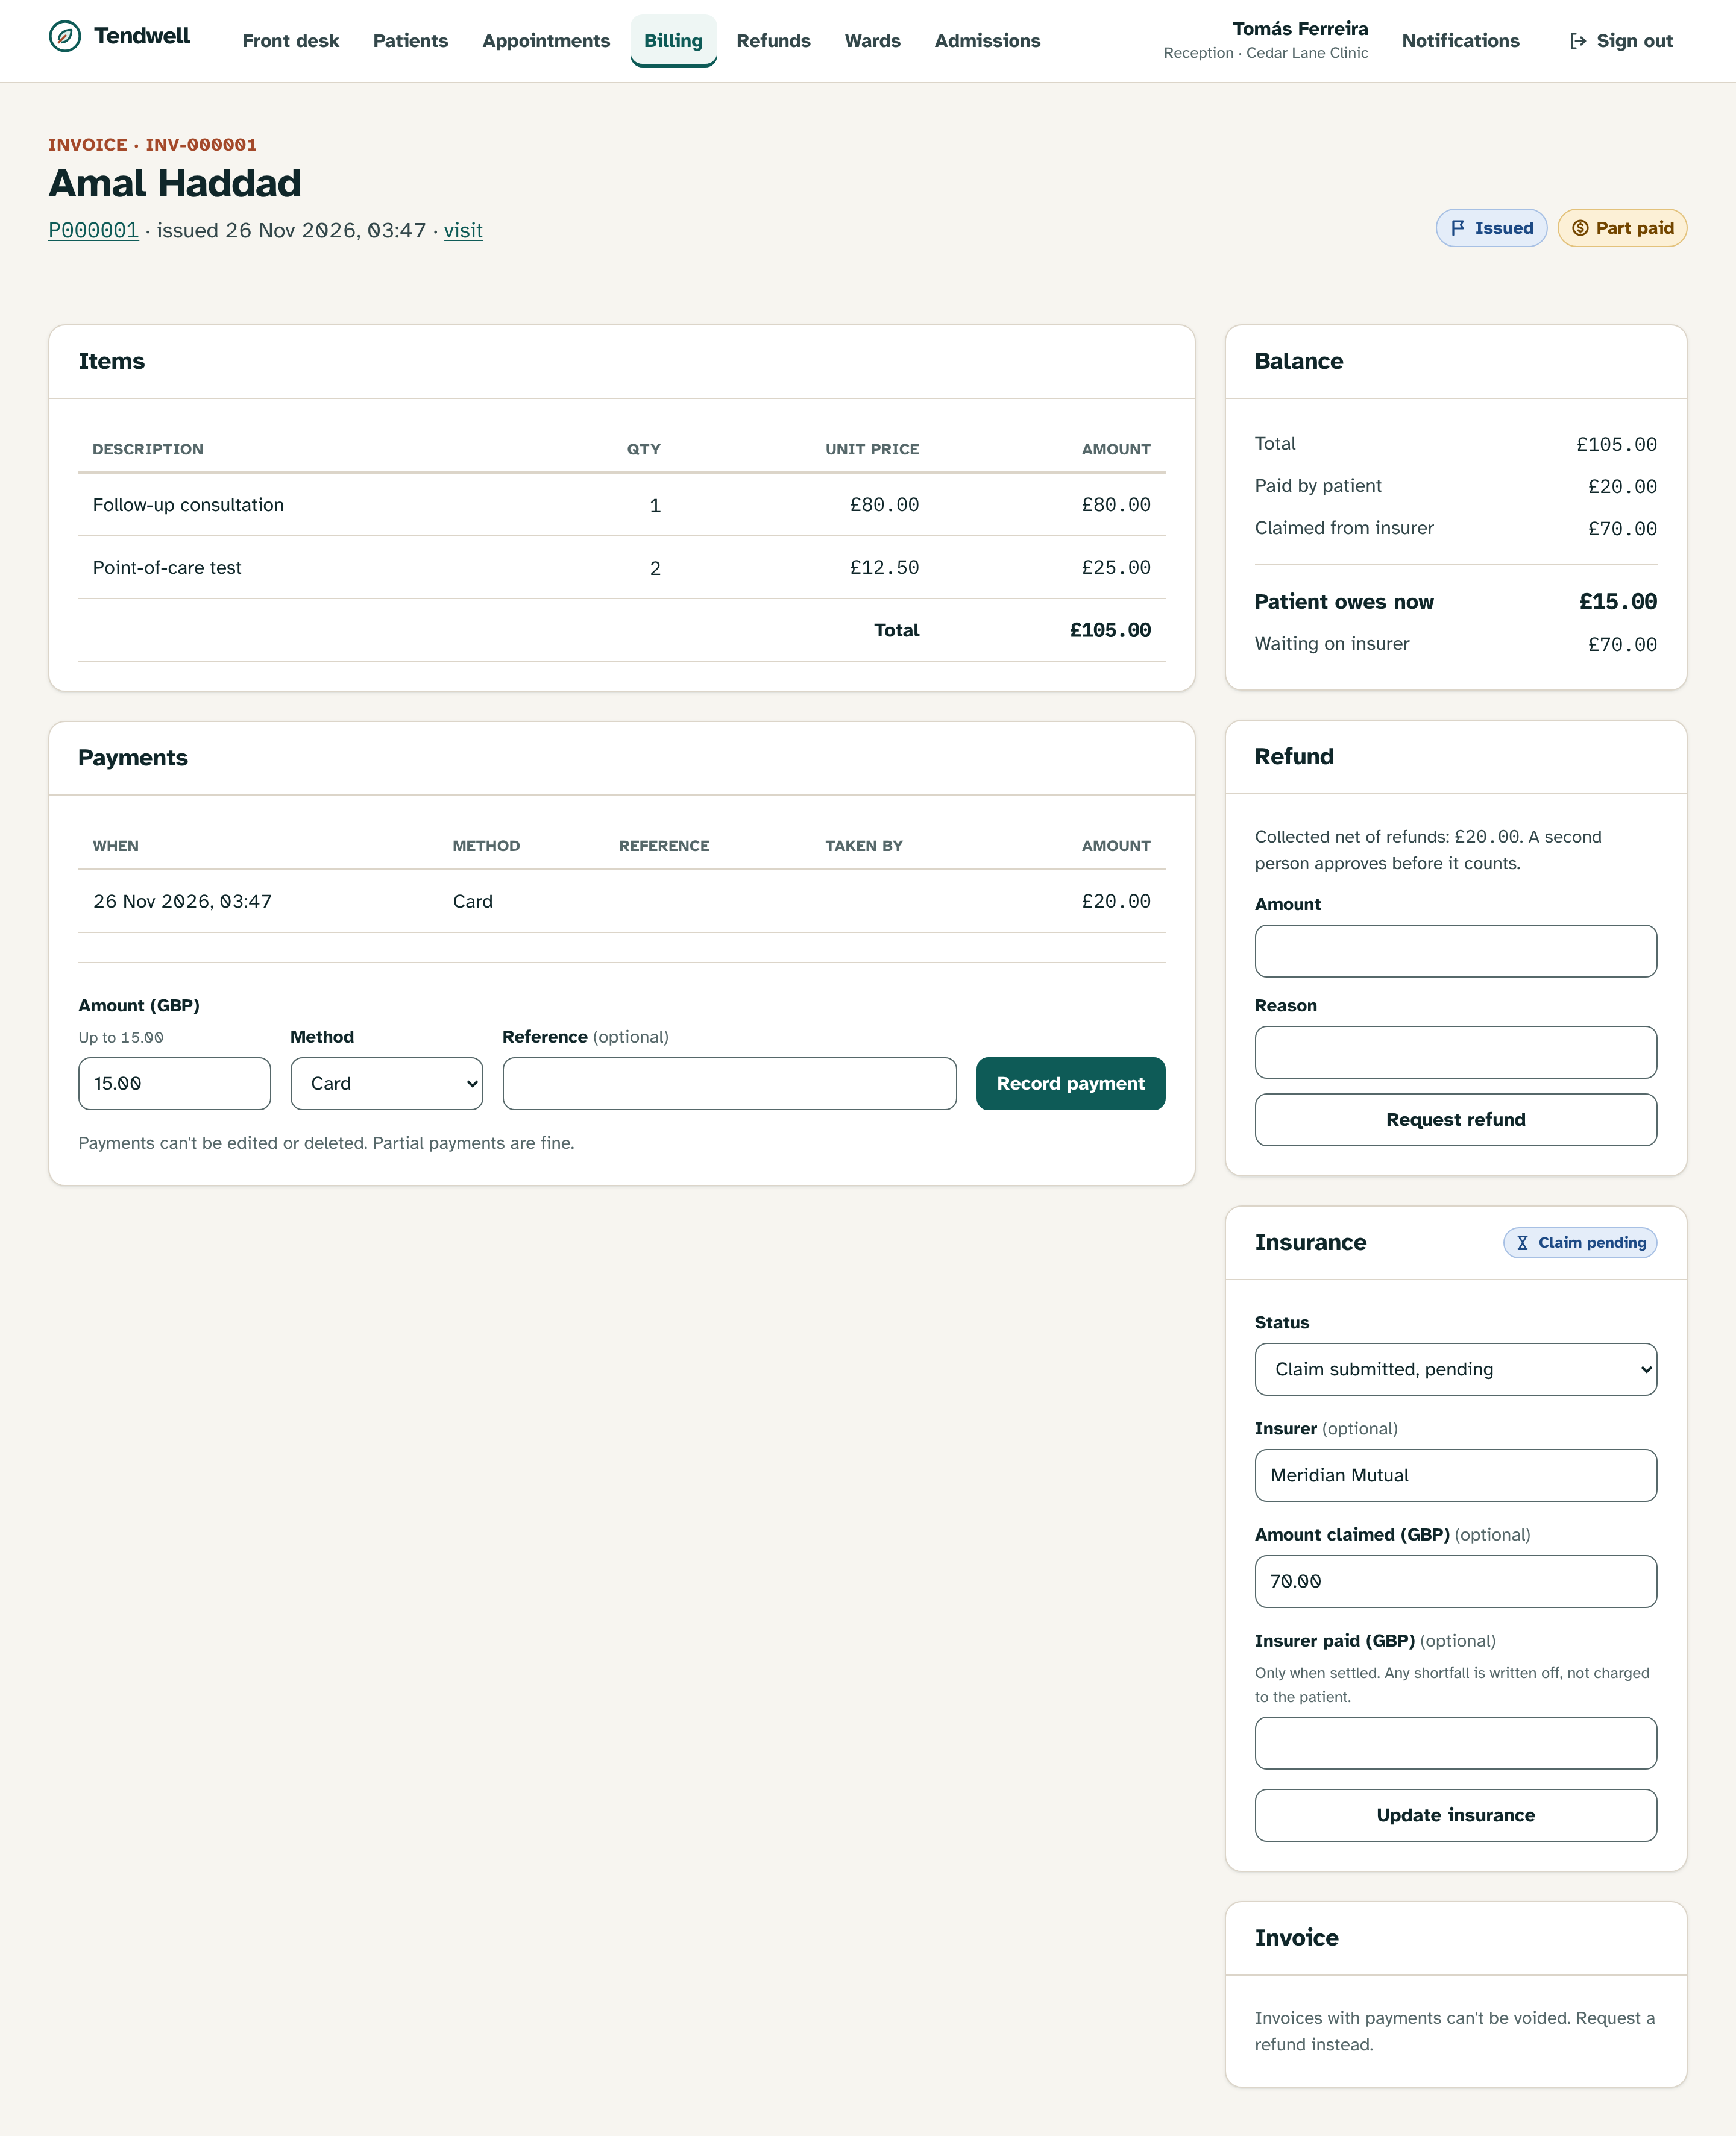 Tendwell
Front desk Patients Appointments Billing Refunds Wards Admissions
Tomás Ferreira
Reception · Cedar Lane Clinic
Notifications
Sign out
INVOICE · INV-000001
Amal Haddad
P000001 · issued 26 Nov 2026, 03:47 · visit
Issued
Part paid
Items
DESCRIPTION QTY UNIT PRICE AMOUNT
Follow-up consultation 1 £80.00 £80.00
Point-of-care test 2 £12.50 £25.00
Total £105.00
Payments
WHEN METHOD REFERENCE TAKEN BY AMOUNT
26 Nov 2026, 03:47 Card £20.00
Amount (GBP)
Up to 15.00
Method
Reference (optional)
15.00
Card
Record payment
Payments can't be edited or deleted. Partial payments are fine.
Balance
Total £105.00
Paid by patient £20.00
Claimed from insurer £70.00
Patient owes now £15.00
Waiting on insurer £70.00
Refund
Collected net of refunds: £20.00. A second
person approves before it counts.
Amount
Reason
Request refund
Insurance
Claim pending
Status
Claim submitted, pending
Insurer (optional)
Meridian Mutual
Amount claimed (GBP) (optional)
70.00
Insurer paid (GBP) (optional)
Only when settled. Any shortfall is written off, not charged
to the patient.
Update insurance
Invoice
Invoices with payments can't be voided. Request a
refund instead.